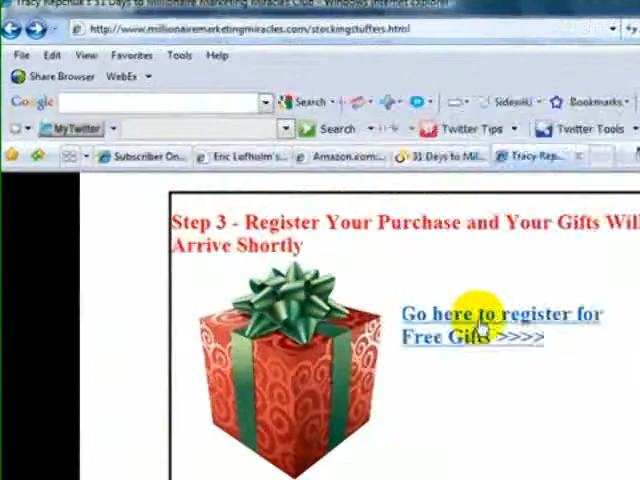 Tracy Repchuk's 31 Days to Millionaire Marketing Miracles Club - Windows Internet Explorer
http://www.millionairemarketingmiracles.com/stockingstuffers.html
File Edit View Favorites Tools Help
Share Browser WebEx
Google Search Sidewiki Bookmarks
MyTwitter Search Twitter Tips Twitter Tools
Subscriber On... Eric Lofholm's... Amazon.com:... 31 Days to Mil... Tracy Rep...
Step 3 - Register Your Purchase and Your Gifts Will
Arrive Shortly
Go here to register for
Free Gifts >>>>